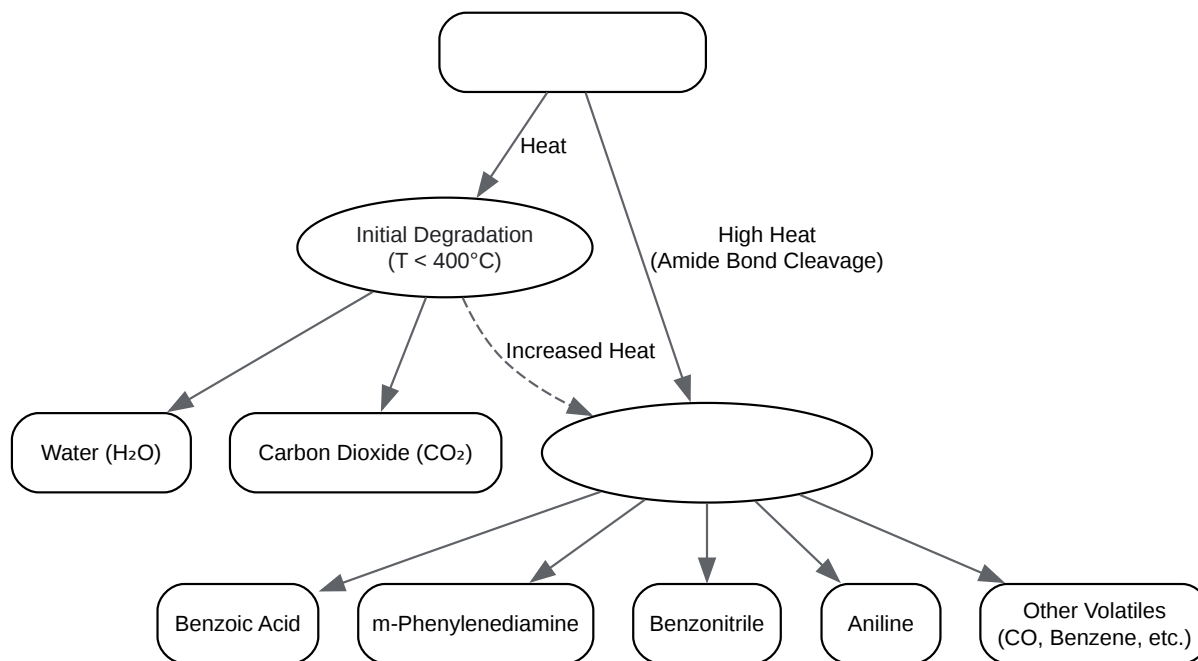 Heat
Initial Degradation
(T < 400°C)
High Heat
(Amide Bond Cleavage)
Increased Heat
Water (H₂O)
Carbon Dioxide (CO₂)
Benzoic Acid
m-Phenylenediamine
Benzonitrile
Aniline
Other Volatiles
(CO, Benzene, etc.)